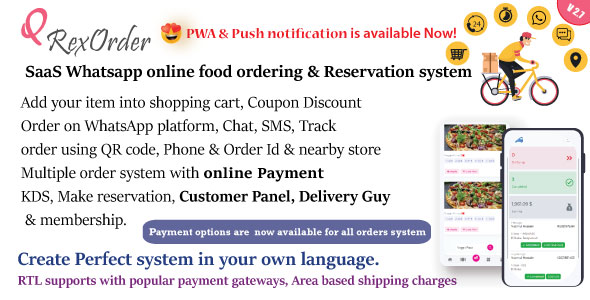 RexOrder
PWA & Push notification is available Now!
V2.1
24
SaaS Whatsapp online food ordering & Reservation system
Add your item into shopping cart, Coupon Discount
Order on WhatsApp platform, Chat, SMS, Track
order using QR code, Phone & Order Id & nearby store
Multiple order system with online Payment
KDS, Make reservation, Customer Panel, Delivery Guy
& membership.
Payment options are now available for all orders system
Create Perfect system in your own language.
RTL supports with popular payment gateways, Area based shipping charges